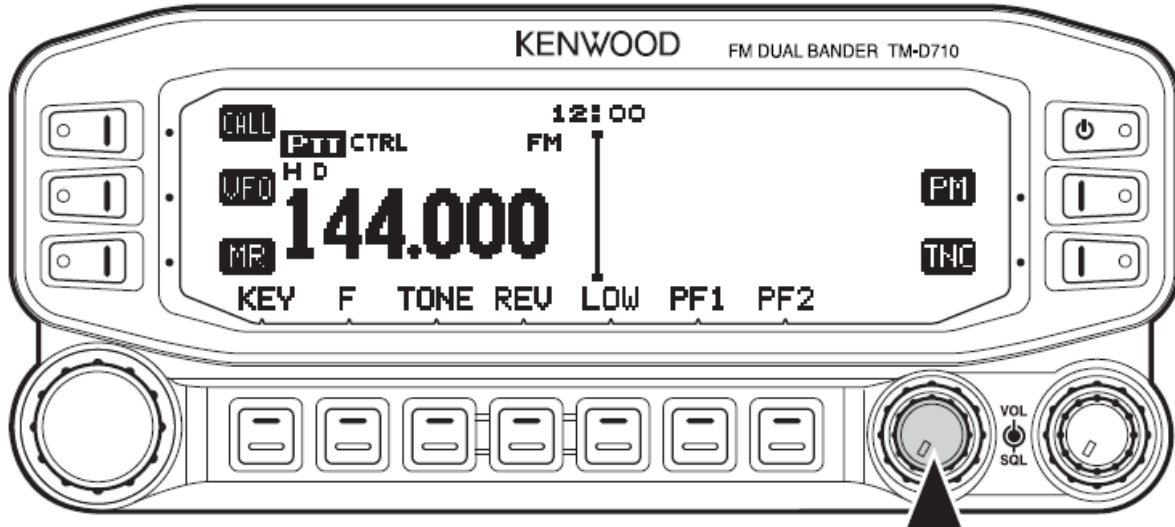 KENWOOD FM DUAL BANDER TM-D710
CALL 12:00
PTT CTRL FM
VFO H D PM
144.000
MR TNC
KEY F TONE REV LOW PF1 PF2
VOL
SQL